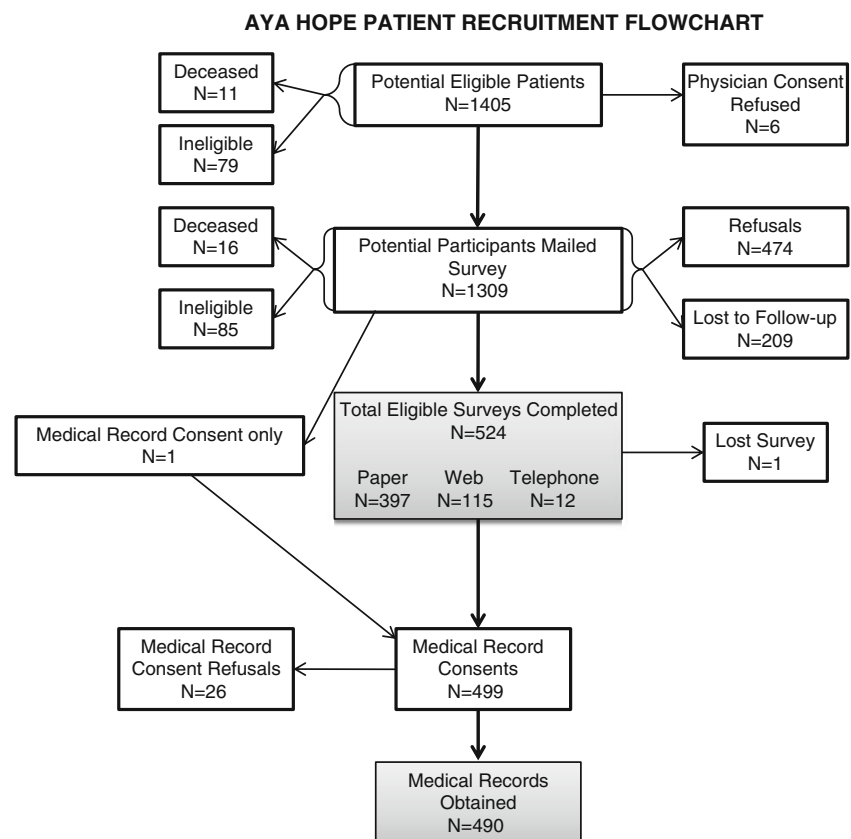 AYA HOPE PATIENT RECRUITMENT FLOWCHART
Deceased
N=11
Potential Eligible Patients
N=1405
Physician Consent
Refused
N=6
Ineligible
N=79
Deceased
N=16
Potential Participants Mailed
Survey
N=1309
Refusals
N=474
Ineligible
N=85
Lost to Follow-up
N=209
Medical Record Consent only
N=1
Total Eligible Surveys Completed
N=524
Paper Web Telephone
N=397 N=115 N=12
Lost Survey
N=1
Medical Record
Consent Refusals
N=26
Medical Record
Consents
N=499
Medical Records
Obtained
N=490